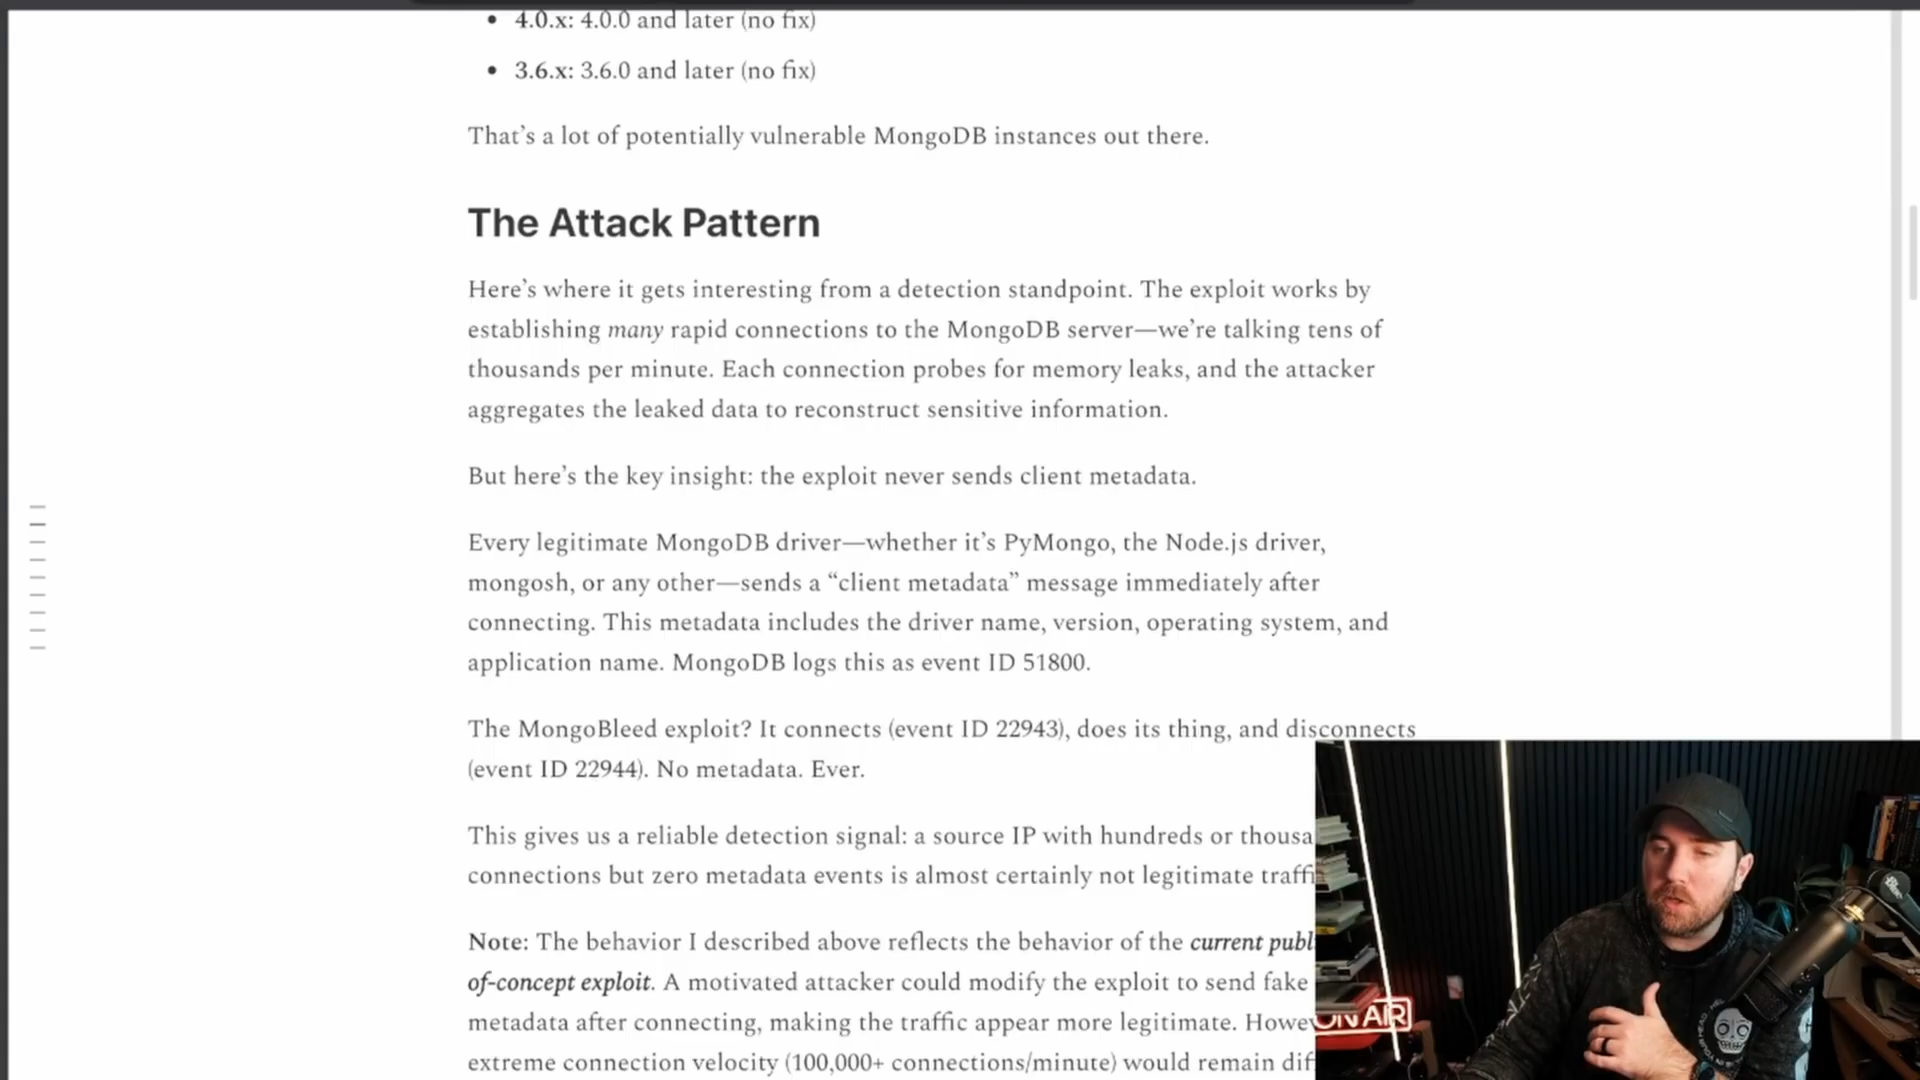 4.0.x: 4.0.0 and later (no fix)
3.6.x: 3.6.0 and later (no fix)
That’s a lot of potentially vulnerable MongoDB instances out there.
The Attack Pattern
Here’s where it gets interesting from a detection standpoint. The exploit works by
establishing many rapid connections to the MongoDB server—we’re talking tens of
thousands per minute. Each connection probes for memory leaks, and the attacker
aggregates the leaked data to reconstruct sensitive information.
But here’s the key insight: the exploit never sends client metadata.
Every legitimate MongoDB driver—whether it’s PyMongo, the Node.js driver,
mongosh, or any other—sends a “client metadata” message immediately after
connecting. This metadata includes the driver name, version, operating system, and
application name. MongoDB logs this as event ID 51800.
The MongoBleed exploit? It connects (event ID 22943), does its thing, and disconnects
(event ID 22944). No metadata. Ever.
This gives us a reliable detection signal: a source IP with hundreds or
connections but zero metadata events is almost certainly not legitimate
Note: The behavior I described above reflects the behavior of the current
of-concept exploit. A motivated attacker could modify the exploit to send fake
metadata after connecting, making the traffic appear more legitimate.
extreme connection velocity (100,000+ connections/minute) would remain
ON AIR